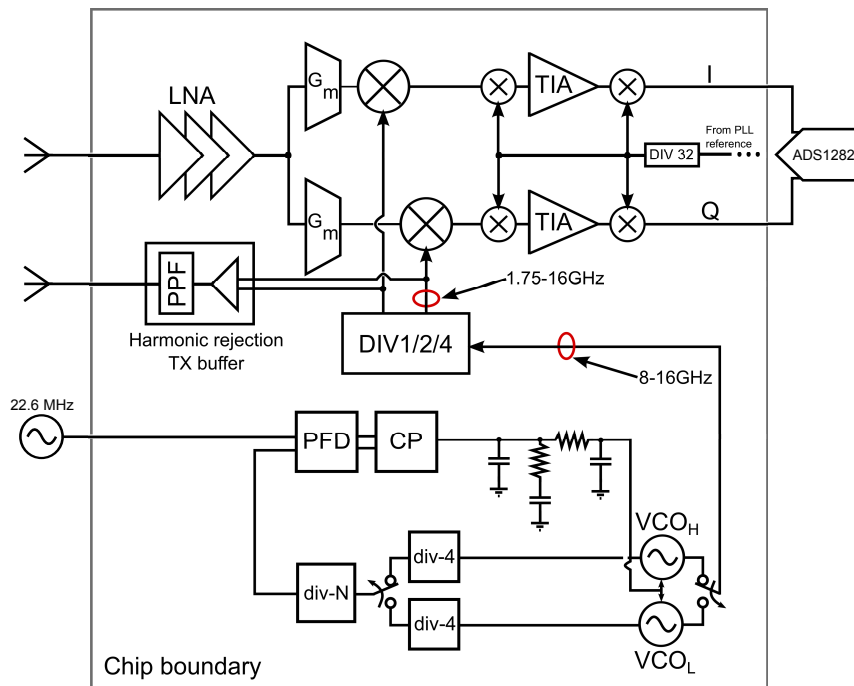 LNA
Gm
TIA
I
From PLL
reference
DIV 32
ADS1282
Gm
TIA
Q
PPF
1.75-16GHz
Harmonic rejection
TX buffer
DIV1/2/4
8-16GHz
22.6 MHz
PFD
CP
VCOH
div-4
div-N
div-4
VCOL
Chip boundary